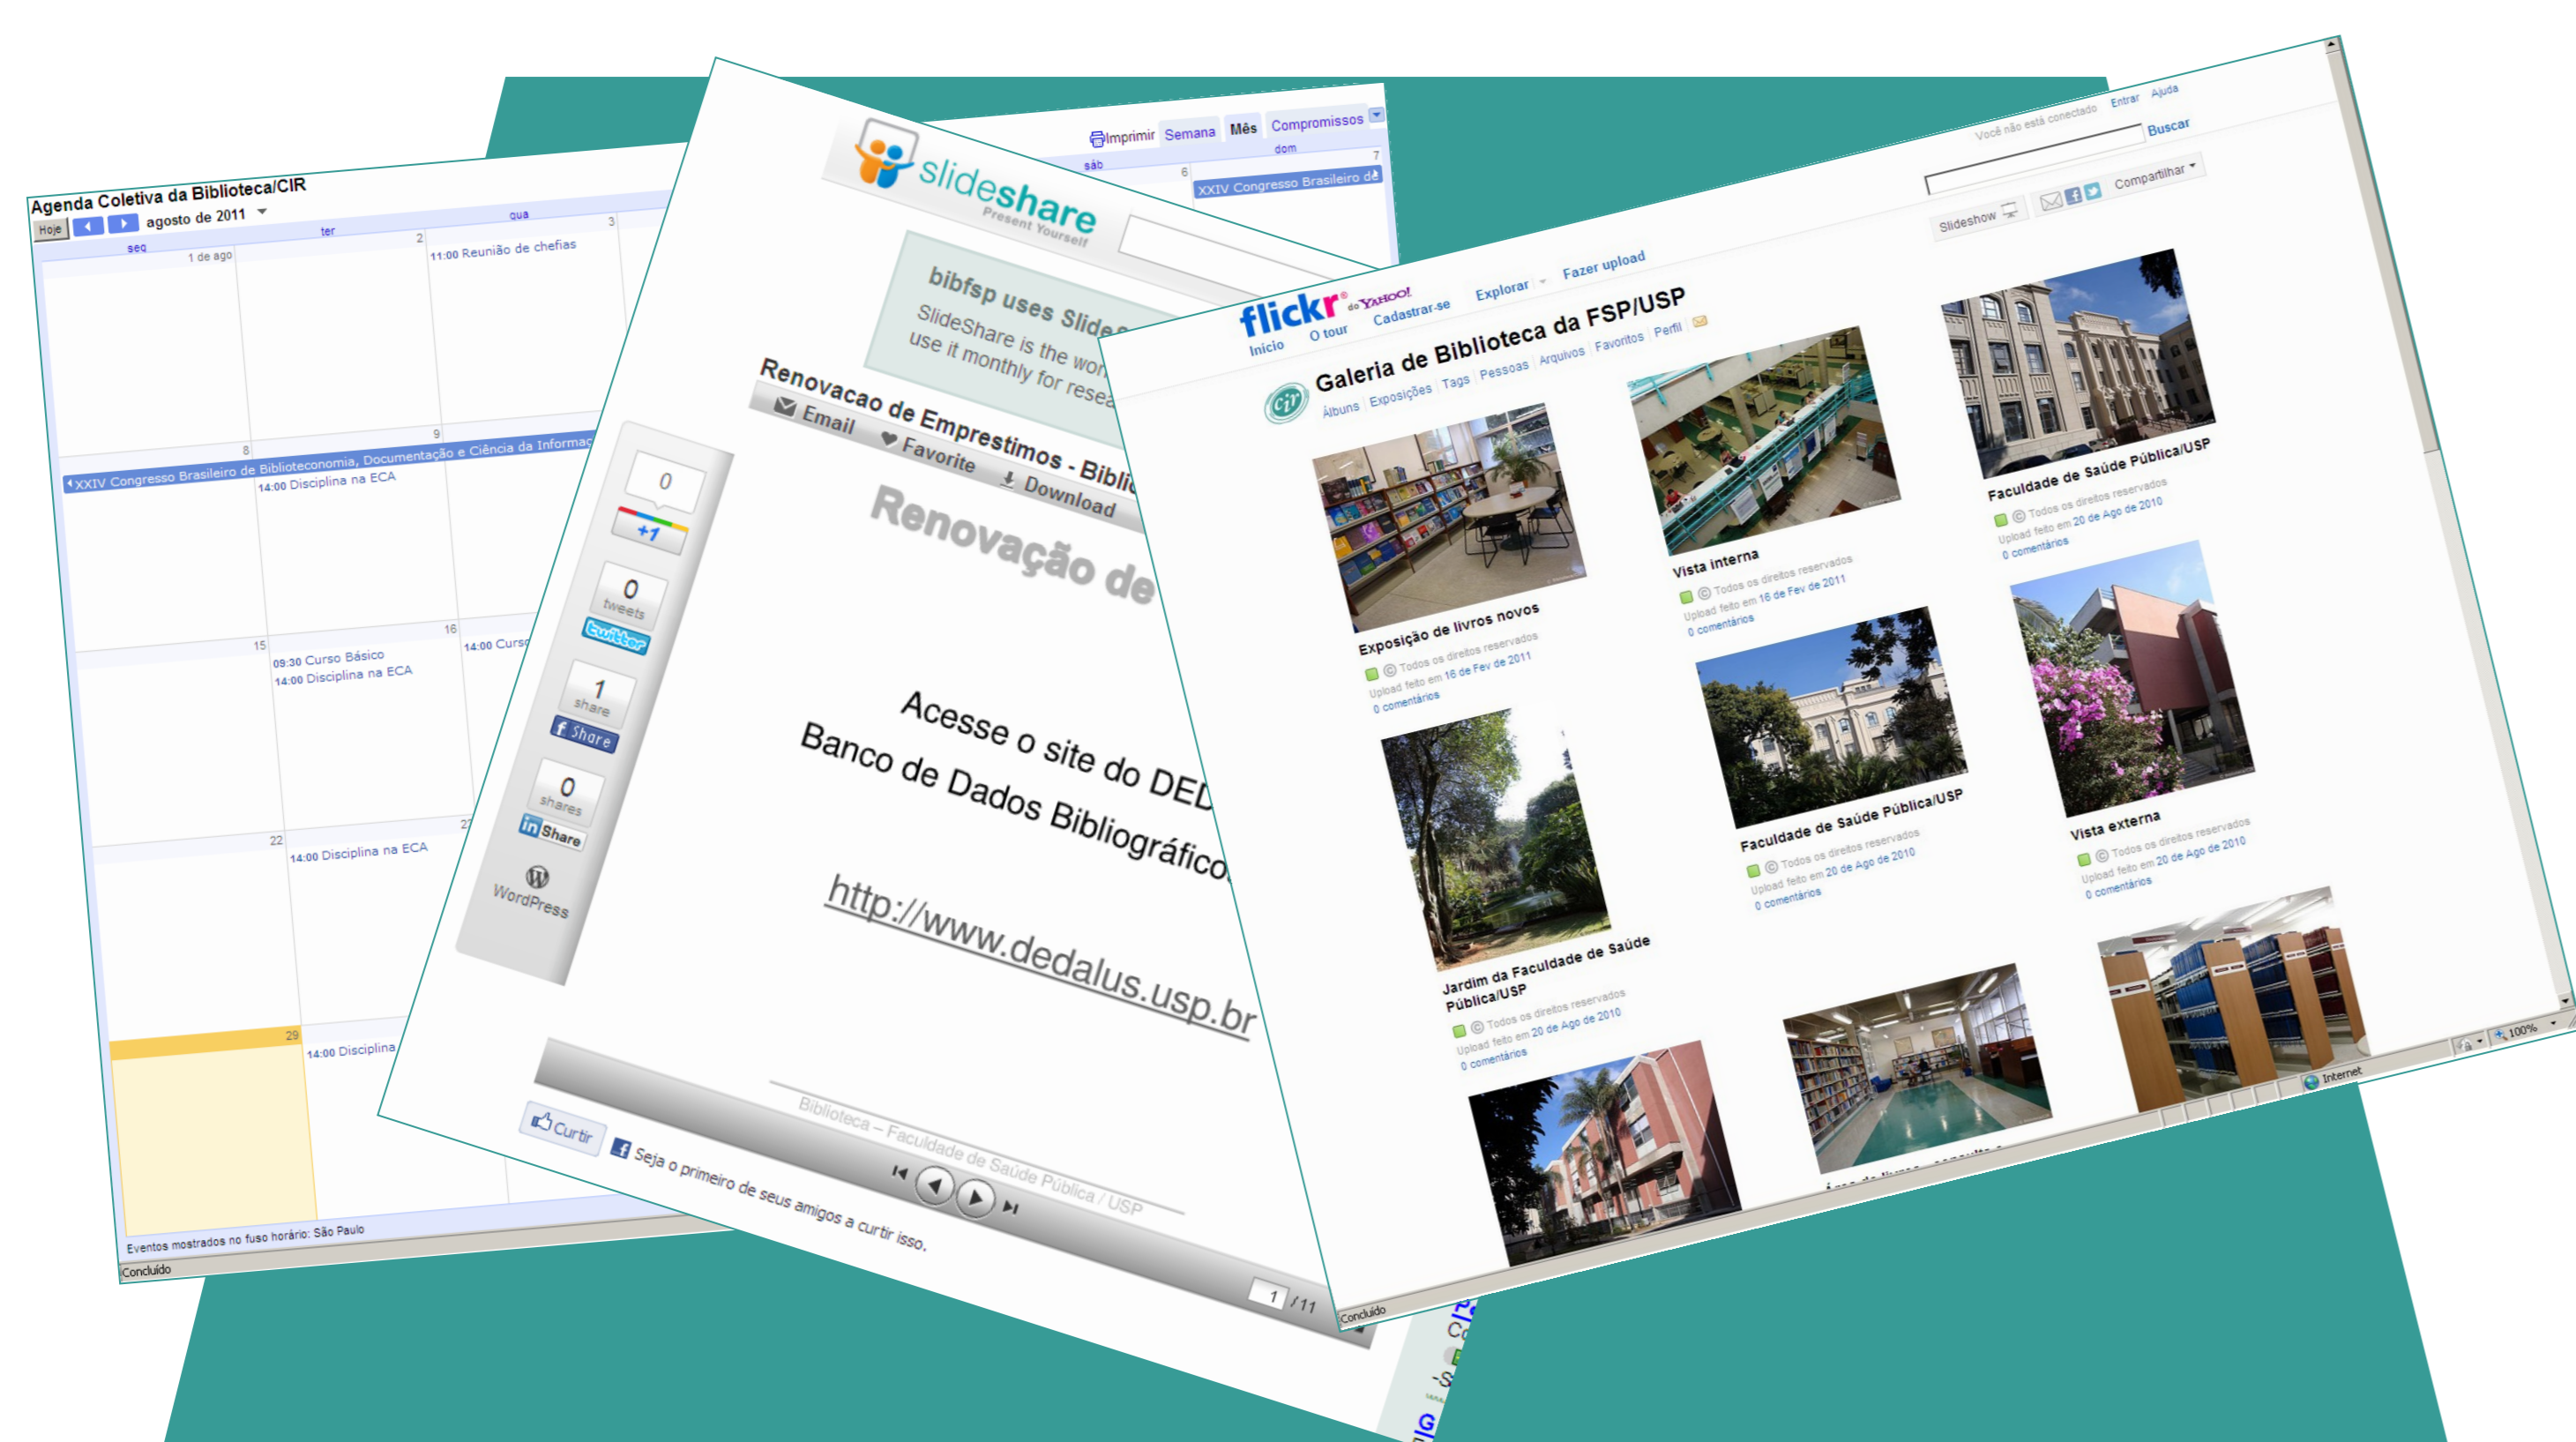 Agenda Coletiva da Biblioteca/CIR
Hoje
agosto de 2011
Imprimir Semana Mês Compromissos
seg ter qua sáb dom
1 de ago 2 3 6 7
11:00 Reunião de chefias
XXIV Congresso Brasileiro de
8 9
XXIV Congresso Brasileiro de Biblioteconomia, Documentação e Ciência da Informaç
14:00 Disciplina na ECA
15 16
09:30 Curso Básico
14:00 Disciplina na ECA
14:00 Curso
22
14:00 Disciplina na ECA
29
14:00 Disciplina
Eventos mostrados no fuso horário: São Paulo
Concluído
slideshare
Present Yourself
bibfsp uses Slides
SlideShare is the wor
use it monthly for resea
Renovacao de Emprestimos - Biblio
Email Favorite Download
0
+1
0
tweets
twitter
1
share
f Share
0
shares
in Share
WordPress
Renovação de
Acesse o site do DED
Banco de Dados Bibliográfico
http://www.dedalus.usp.br
Biblioteca – Faculdade de Saúde Pública / USP
1 / 11
Curtir
Seja o primeiro de seus amigos a curtir isso.
Você não está conectado Entrar Ajuda
Buscar
flickr® do YAHOO!
Início O tour Cadastrar-se Explorar Fazer upload
Slideshow Compartilhar
cir
Galeria de Biblioteca da FSP/USP
Álbuns Exposições Tags Pessoas Arquivos Favoritos Perfil
Exposição de livros novos
© Todos os direitos reservados
Upload feito em 16 de Fev de 2011
0 comentários
Vista interna
© Todos os direitos reservados
Upload feito em 16 de Fev de 2011
0 comentários
Faculdade de Saúde Pública/USP
© Todos os direitos reservados
Upload feito em 20 de Ago de 2010
0 comentários
Jardim da Faculdade de Saúde
Pública/USP
© Todos os direitos reservados
Upload feito em 20 de Ago de 2010
0 comentários
Faculdade de Saúde Pública/USP
© Todos os direitos reservados
Upload feito em 20 de Ago de 2010
0 comentários
Vista externa
© Todos os direitos reservados
Upload feito em 20 de Ago de 2010
0 comentários
Concluído
Internet
100%